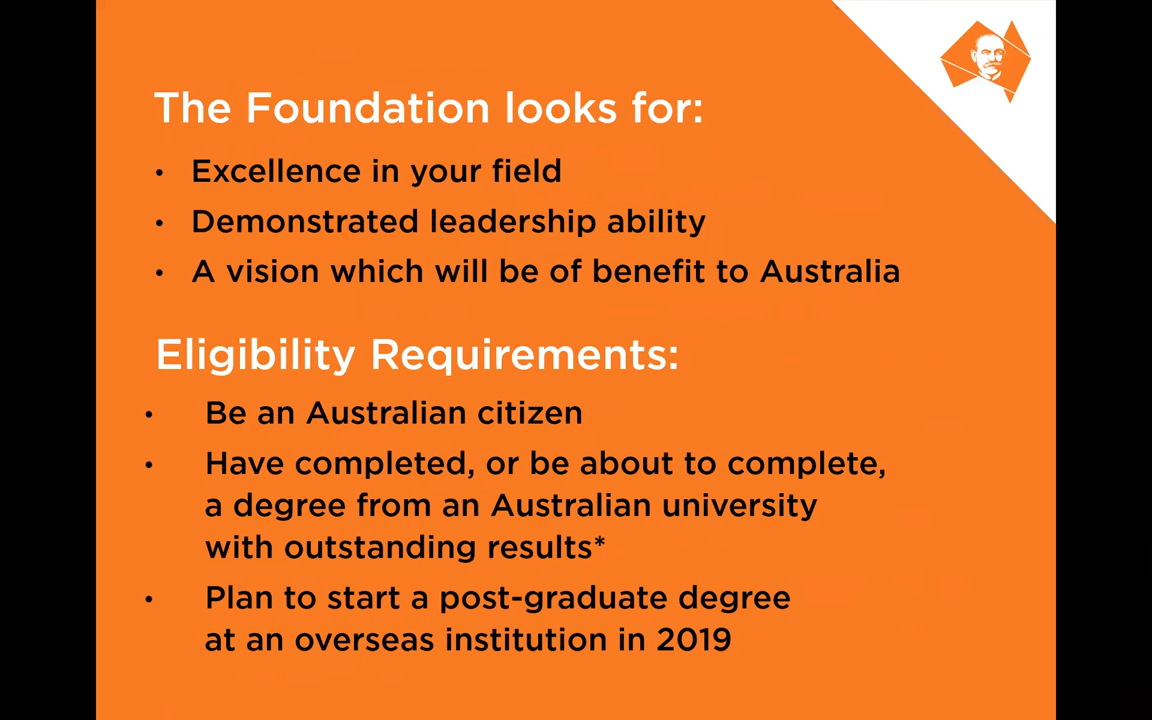 The Foundation looks for:
• Excellence in your field
• Demonstrated leadership ability
• A vision which will be of benefit to Australia
Eligibility Requirements:
• Be an Australian citizen
• Have completed, or be about to complete,
a degree from an Australian university
with outstanding results*
• Plan to start a post-graduate degree
at an overseas institution in 2019